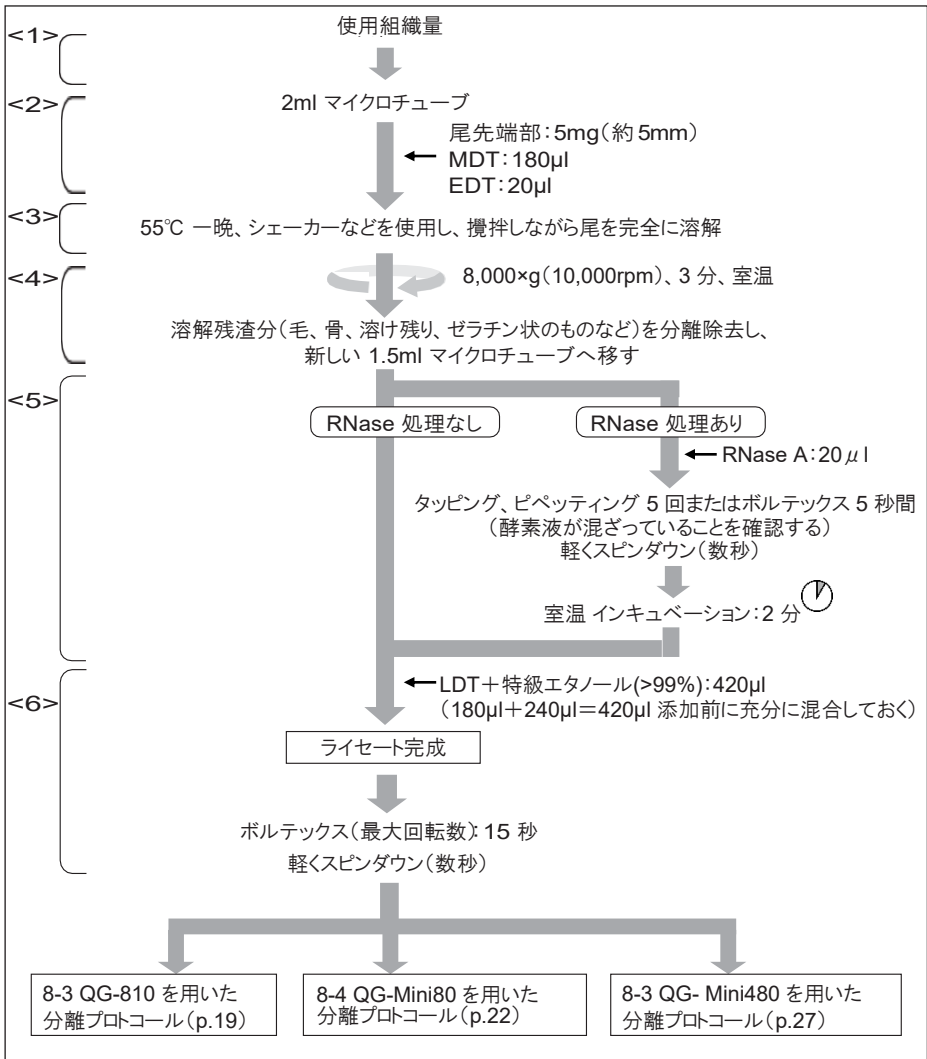 使用組織量
<1>
<2>
2ml マイクロチューブ
尾先端部：5mg（約5mm）
MDT：180µl
EDT：20µl
<3>
55℃ 一晩、シェーカーなどを使用し、攪拌しながら尾を完全に溶解
<4>
8,000×g（10,000rpm）、3 分、室温
溶解残渣分（毛、骨、溶け残り、ゼラチン状のものなど）を分離除去し、
新しい 1.5ml マイクロチューブへ移す
<5>
RNase 処理なし
RNase 処理あり
RNase A：20μl
タッピング、ピペッティング 5 回またはボルテックス 5 秒間
（酵素液が混ざっていることを確認する）
軽くスピンダウン（数秒）
室温 インキュベーション：2 分
<6>
LDT＋特級エタノール(>99%)：420µl
（180µl＋240µl＝420µl 添加前に充分に混合しておく）
ライセート完成
ボルテックス（最大回転数）：15 秒
軽くスピンダウン（数秒）
8-3 QG-810 を用いた
分離プロトコール（p.19）
8-4 QG-Mini80 を用いた
分離プロトコール（p.22）
8-3 QG- Mini480 を用いた
分離プロトコール（p.27）